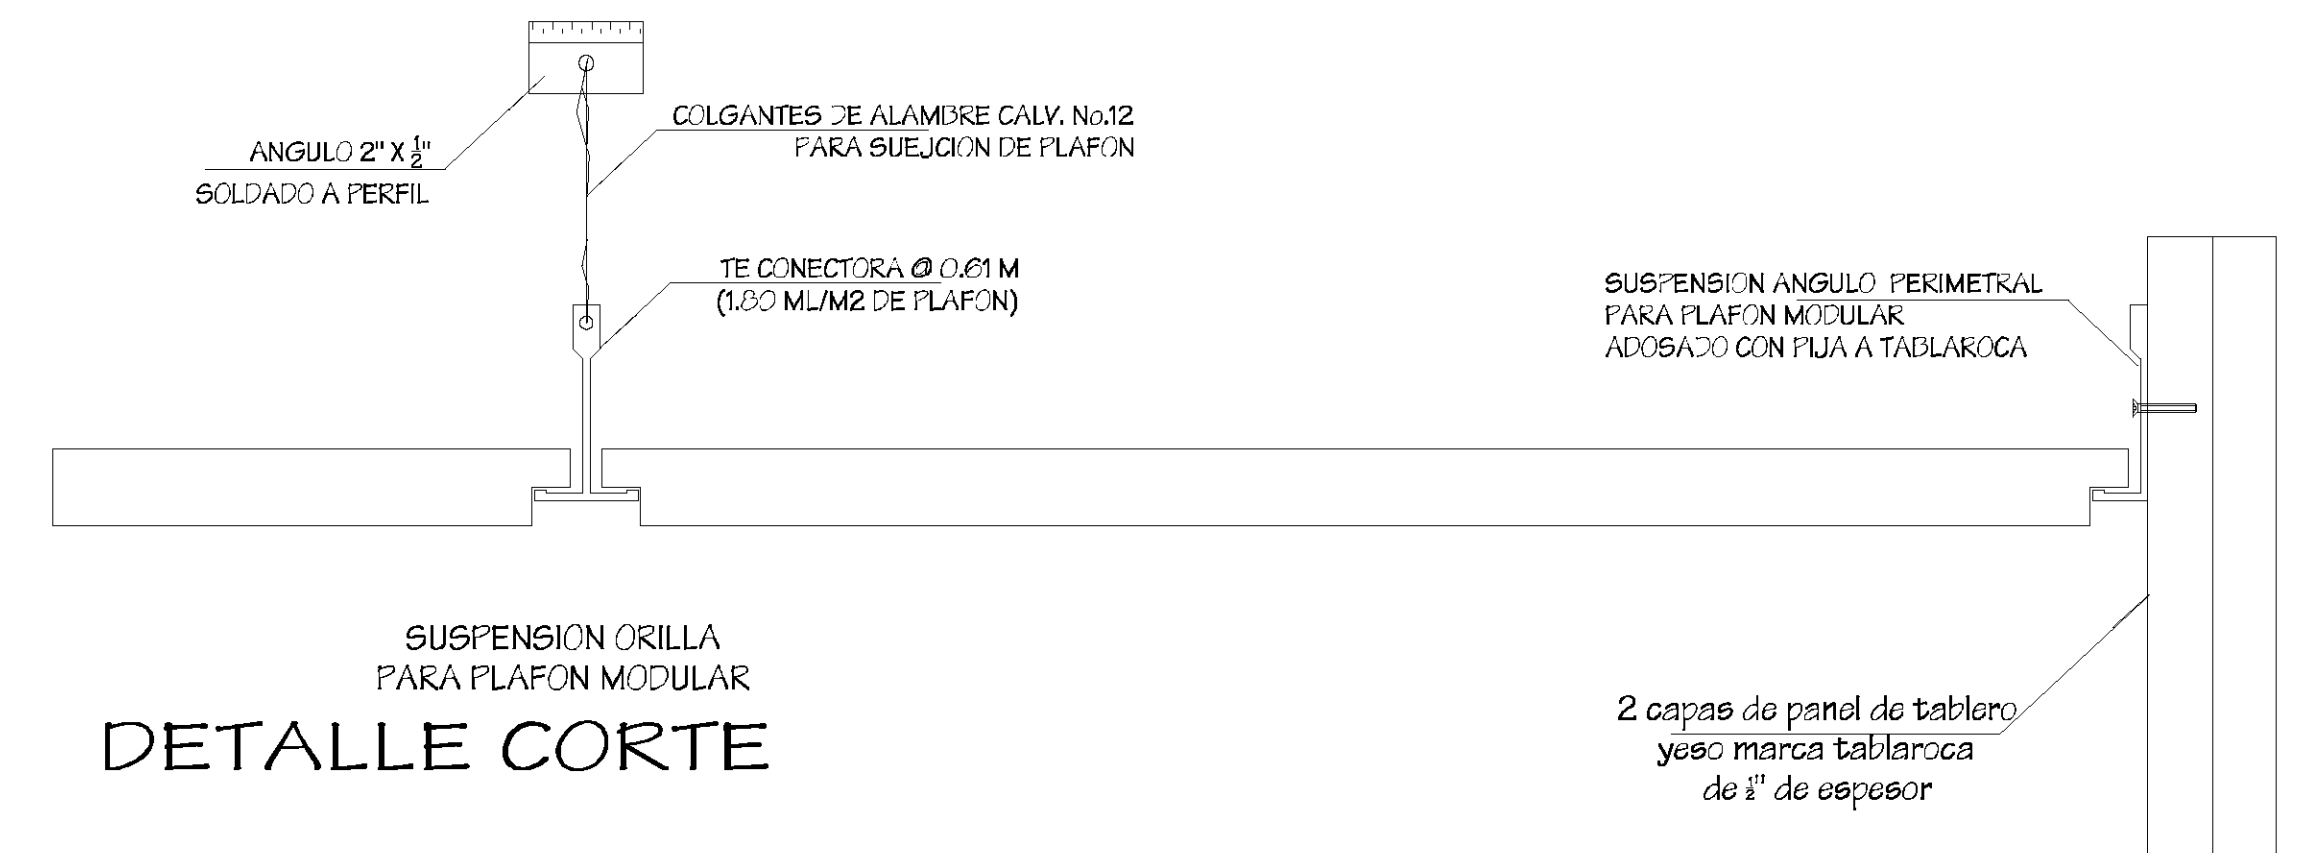 COLGANTES DE ALAMBRE CALV. No.12
PARA SUEJCION DE PLAFON
ANGULO 2" X ½"
SOLDADO A PERFIL
TE CONECTORA @ 0.61 M
(1.80 ML/M2 DE PLAFON)
SUSPENSION ANGULO PERIMETRAL
PARA PLAFON MODULAR
ADOSADO CON PIJA A TABLAROCA
SUSPENSION ORILLA
PARA PLAFON MODULAR
DETALLE CORTE
2 capas de panel de tablero
yeso marca tablaroca
de ½" de espesor